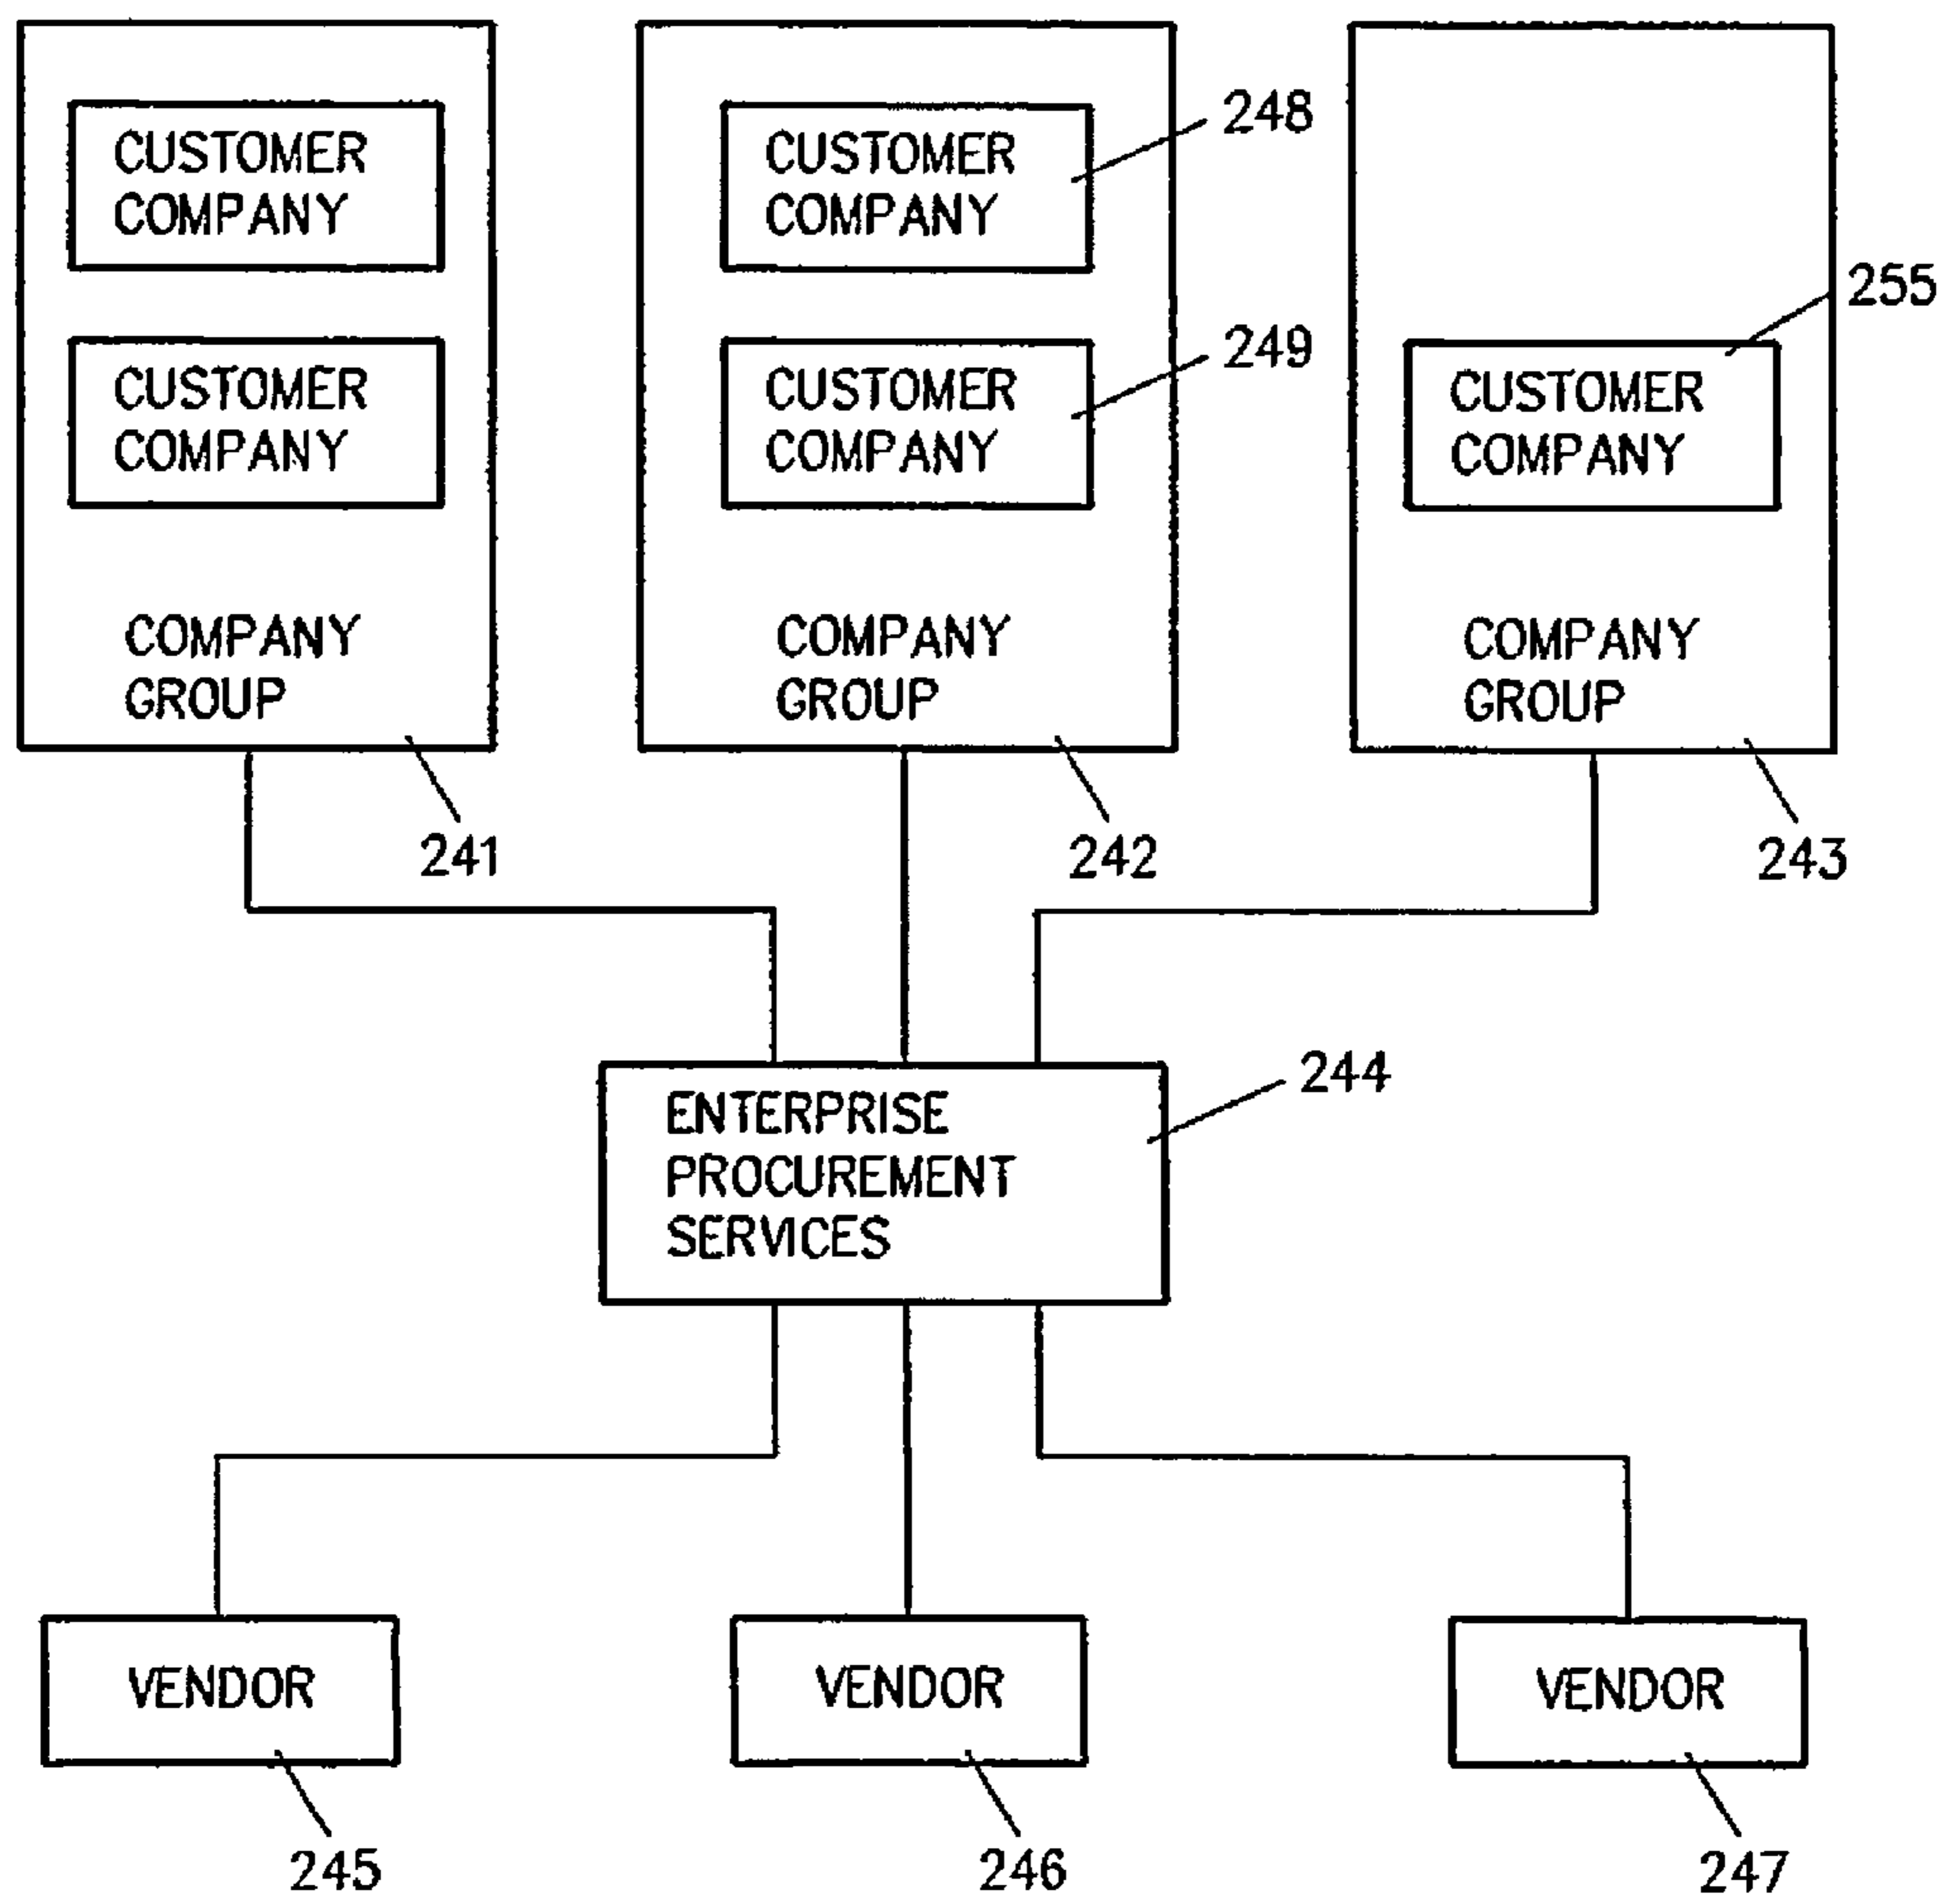 CUSTOMER
COMPANY
CUSTOMER
COMPANY
COMPANY
GROUP
241
CUSTOMER
COMPANY
248
CUSTOMER
COMPANY
249
COMPANY
GROUP
242
255
CUSTOMER
COMPANY
COMPANY
GROUP
243
ENTERPRISE
PROCUREMENT
SERVICES
244
VENDOR
245
VENDOR
246
VENDOR
247